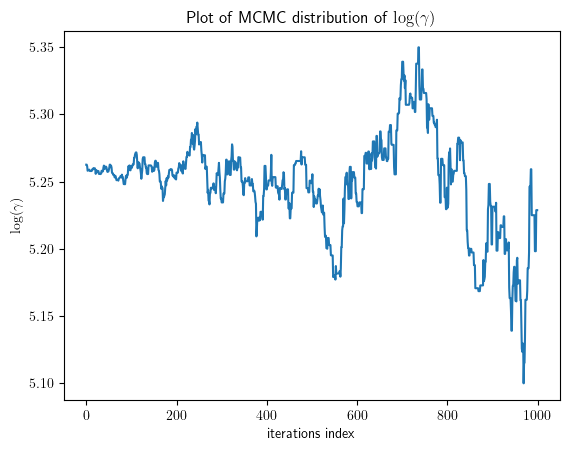 Plot of MCMC distribution of log(γ)
5.35
5.30
5.25
5.20
5.15
5.10
log(γ)
0 200 400 600 800 1000
iterations index